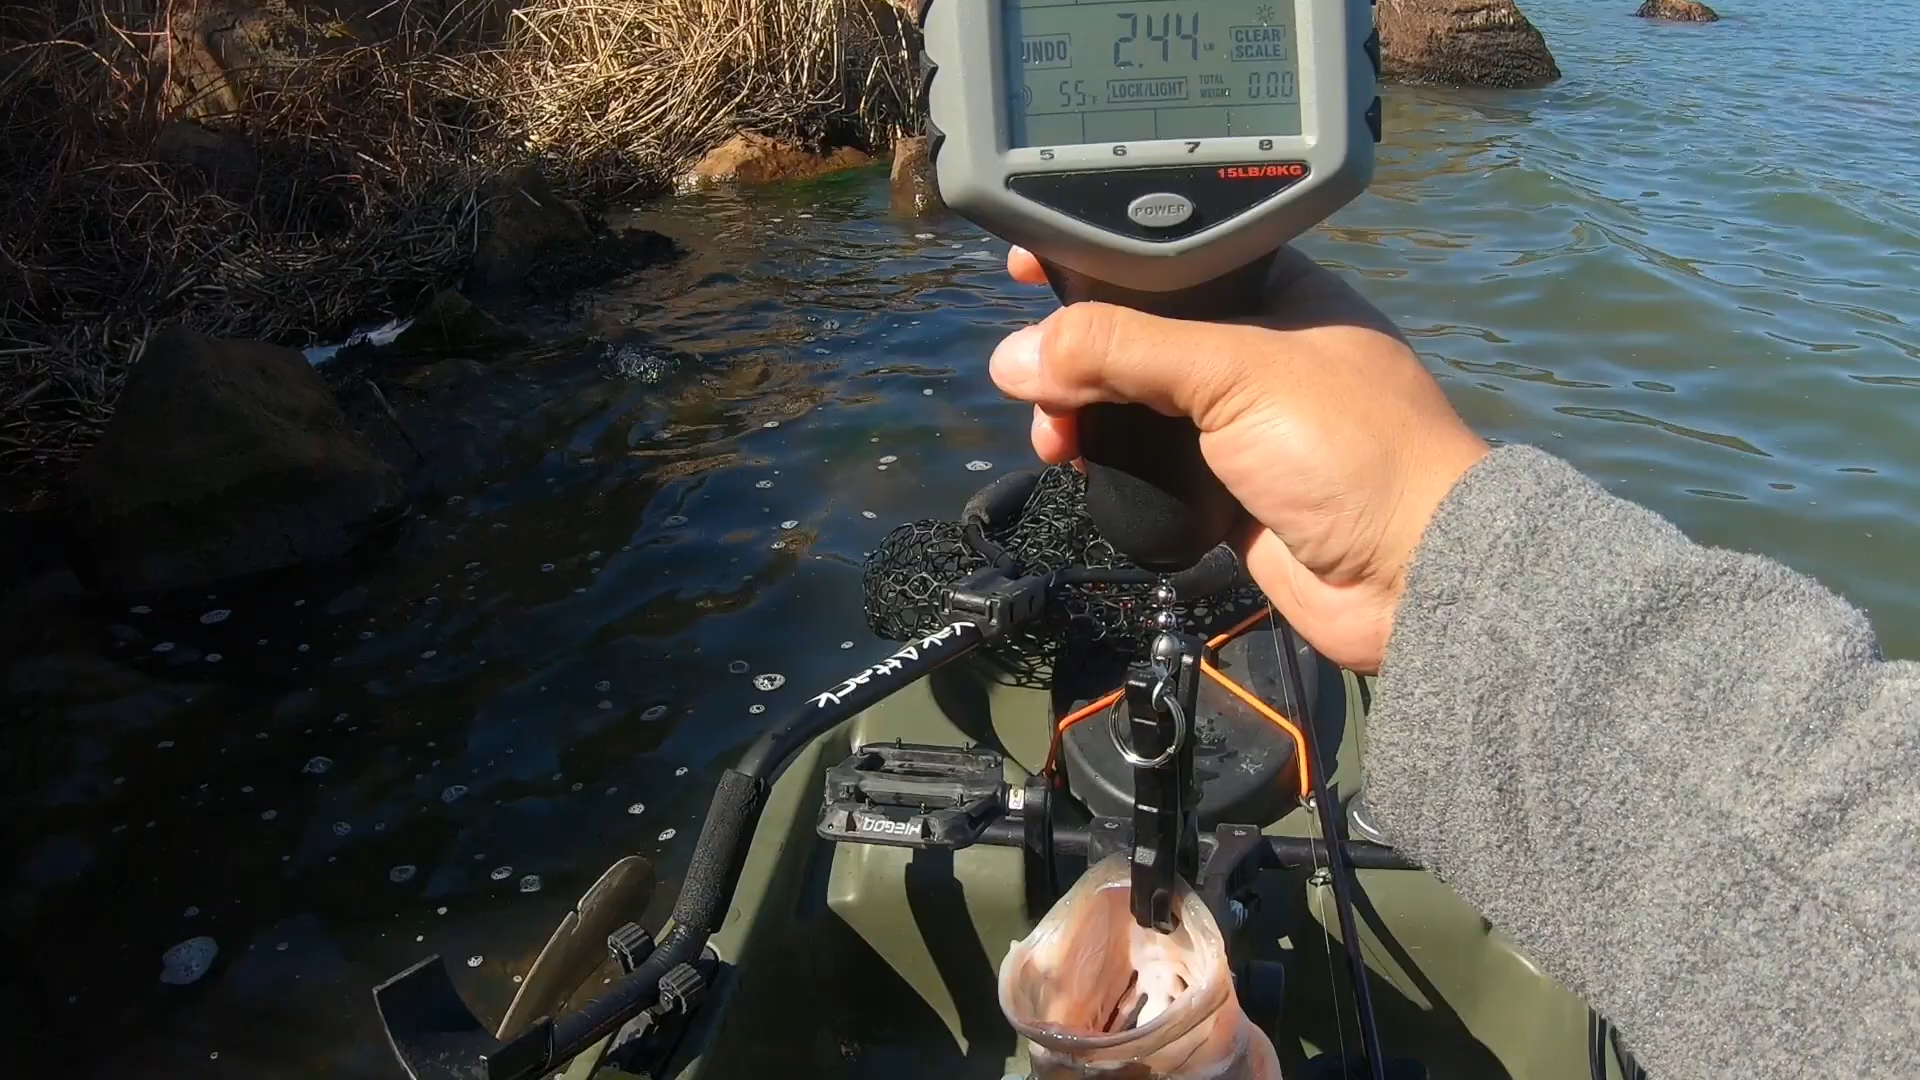 2.44 LB
UNDO
CLEAR
SCALE
55°F
LOCK/LIGHT
TOTAL
WEIGHT
0.00
5 6 7 8
15LB/8KG
POWER
YakAttack